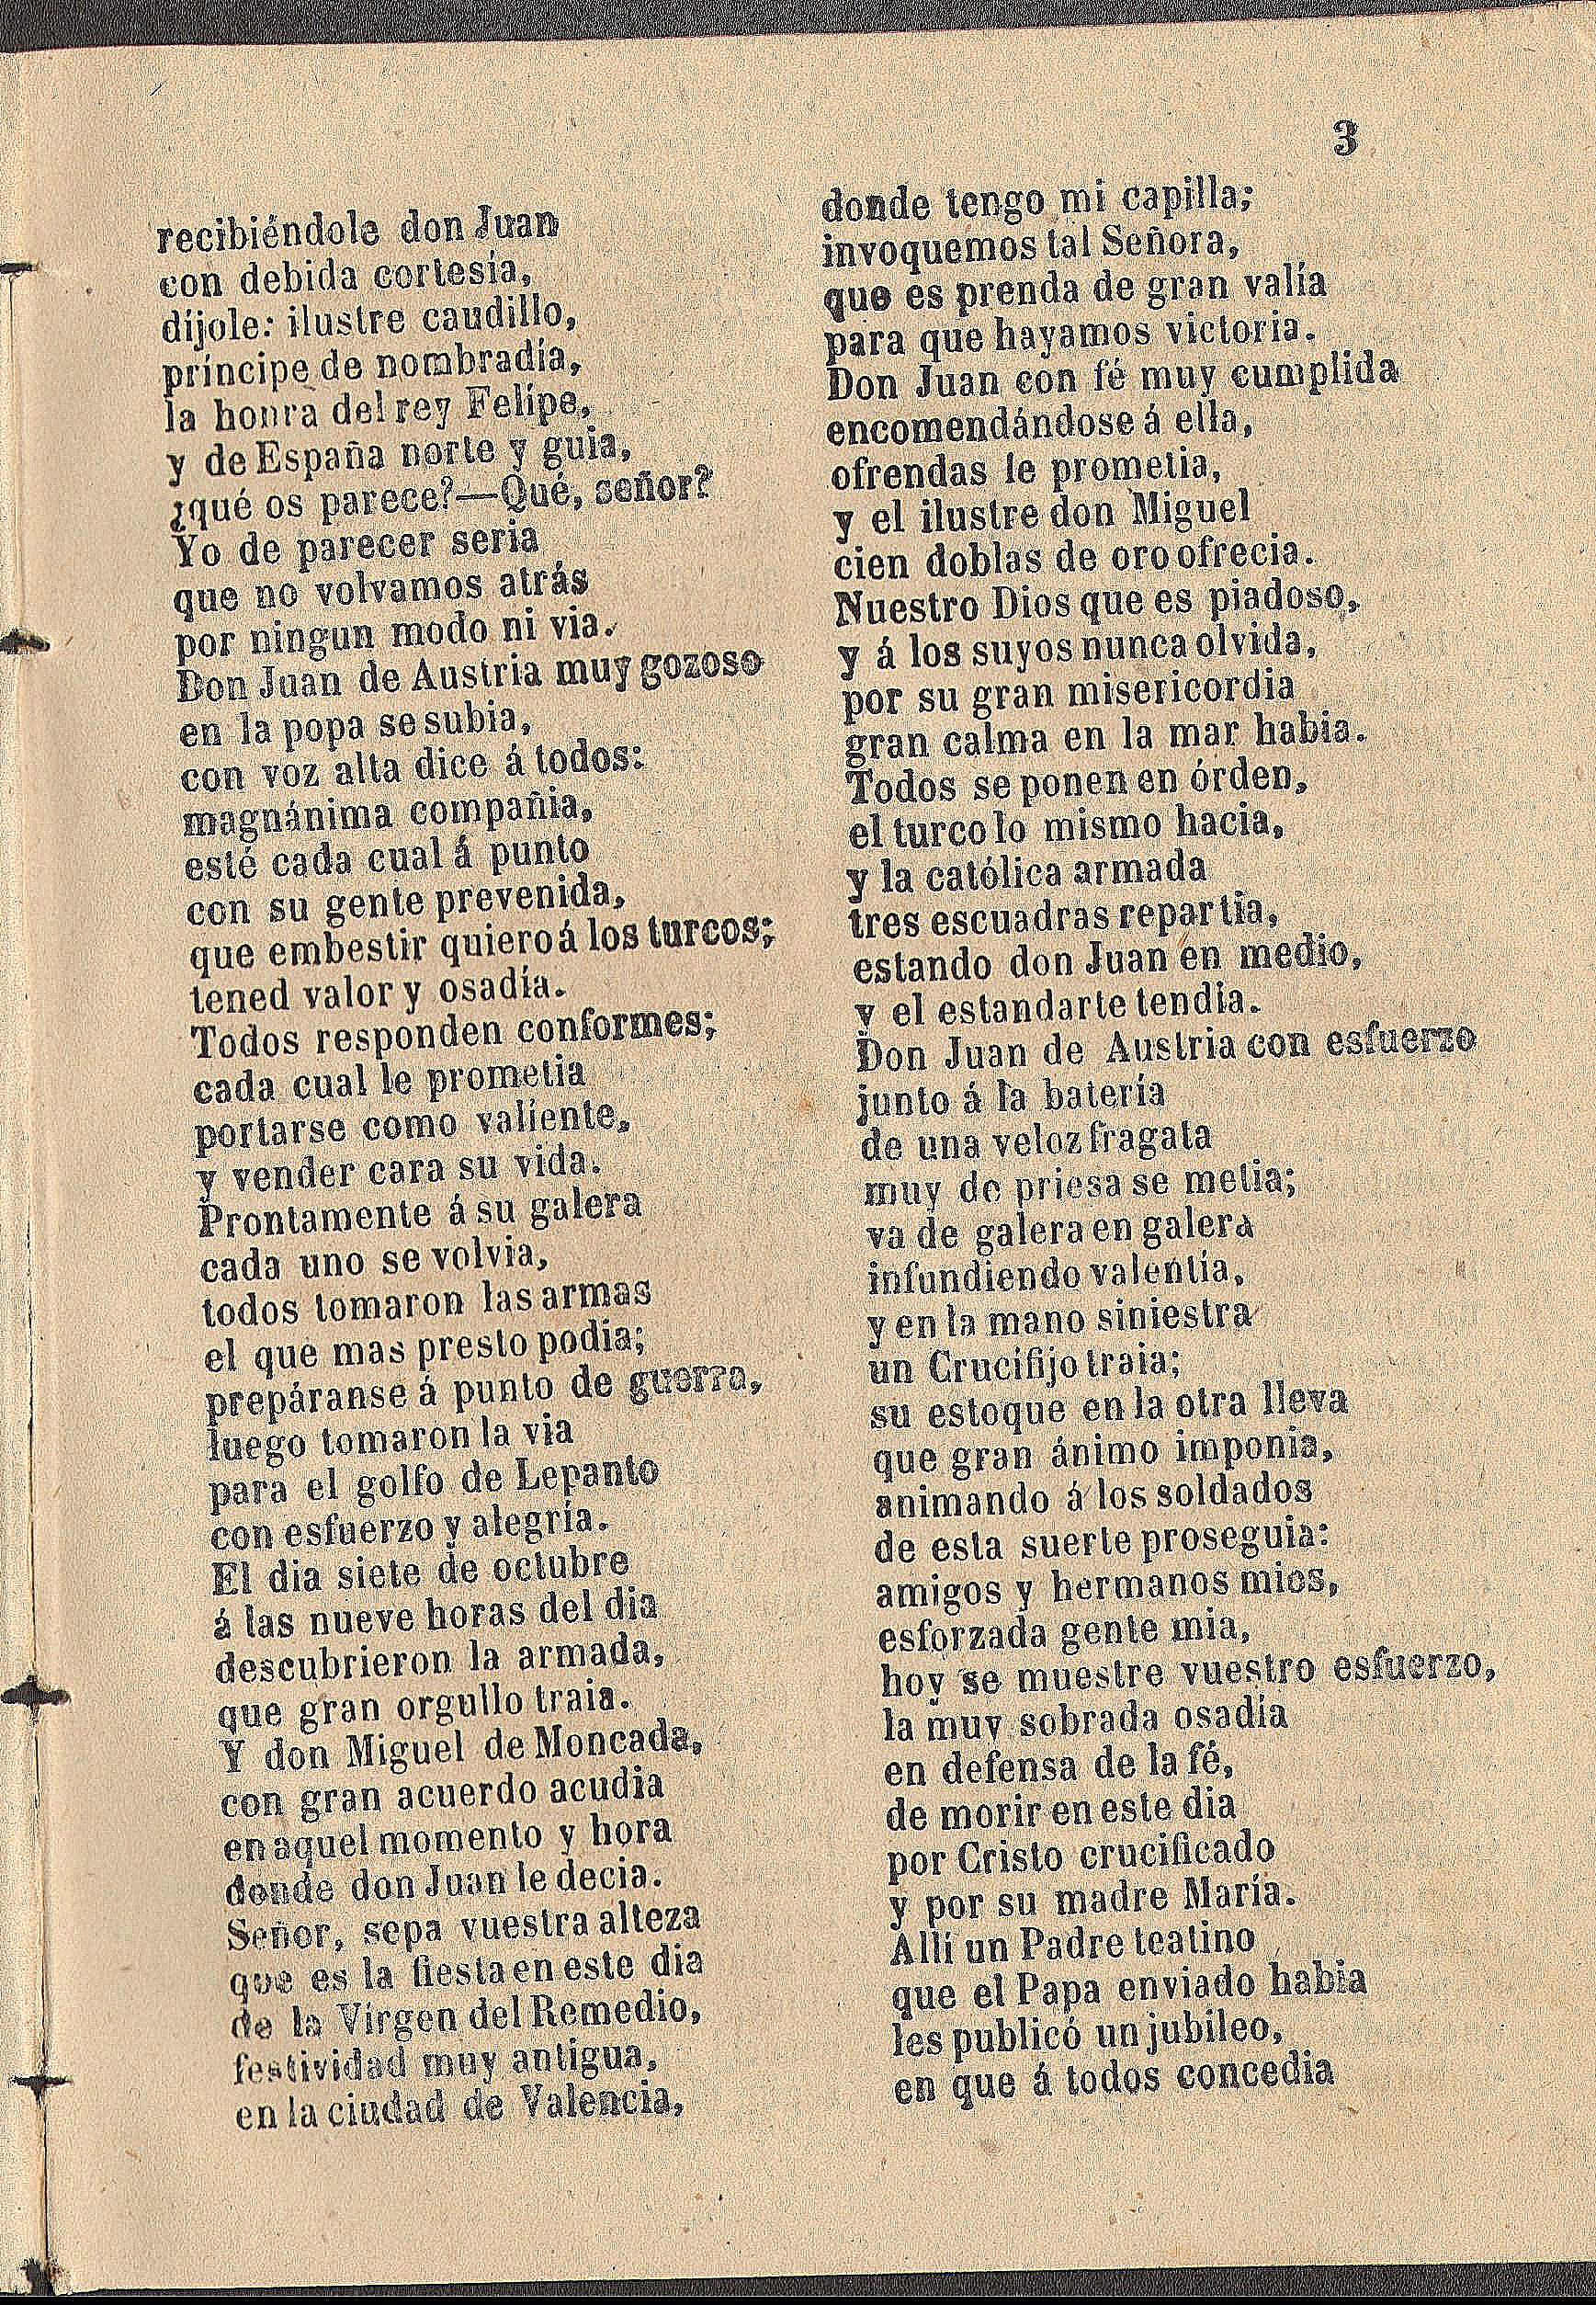 3
recibiéndole don Juan
con debida cortesía,
díjole: ilustre caudillo,
príncipe de nombradía,
la honra del rey Felipe,
y de España norte y guia,
¿qué os parece?—Qué, señor?
Yo de parecer seria
que no volvamos atrás
por ningun modo ni via.
Don Juan de Austria muy gozoso
en la popa se subia,
con voz alta dice á todos:
magnánima compañia,
esté cada cual á punto
con su gente prevenida,
que embestir quiero á los turcos;
tened valor y osadía.
Todos responden conformes;
cada cual le prometia
portarse como valiente,
y vender cara su vida.
Prontamente á su galera
cada uno se volvia,
todos tomaron las armas
el que mas presto podia;
prepáranse á punto de guerra,
luego tomaron la via
para el golfo de Lepanto
con esfuerzo y alegría.
El dia siete de octubre
á las nueve horas del dia
descubrieron la armada,
que gran orgullo traia.
Y don Miguel de Moncada,
con gran acuerdo acudia
en aquel momento y hora
donde don Juan le decia.
Señor, sepa vuestra alteza
que es la fiesta en este dia
de la Vírgen del Remedio,
festividad muy antigua,
en la ciudad de Valencia,
donde tengo mi capilla;
invoquemos tal Señora,
que es prenda de gran valía
para que hayamos victoria.
Don Juan con fé muy cumplida
encomendándose á ella,
ofrendas le prometia,
y el ilustre don Miguel
cien doblas de oro ofrecia.
Nuestro Dios que es piadoso,
y á los suyos nunca olvida,
por su gran misericordia
gran calma en la mar habia.
Todos se ponen en órden,
el turco lo mismo hacia,
y la católica armada
tres escuadras repartia,
estando don Juan en medio,
y el estandarte tendia.
Don Juan de Austria con esfuerzo
junto á la batería
de una veloz fragata
muy de priesa se metia;
va de galera en galera
infundiendo valentia,
y en la mano siniestra
un Crucifijo traia;
su estoque en la otra lleva
que gran ánimo imponia,
animando á los soldados
de esta suerte proseguia:
amigos y hermanos mios,
esforzada gente mia,
hoy se muestre vuestro esfuerzo,
la muy sobrada osadía
en defensa de la fé,
de morir en este dia
por Cristo crucificado
y por su madre María.
Allí un Padre teatino
que el Papa enviado habia
les publicó un jubileo,
en que á todos concedia